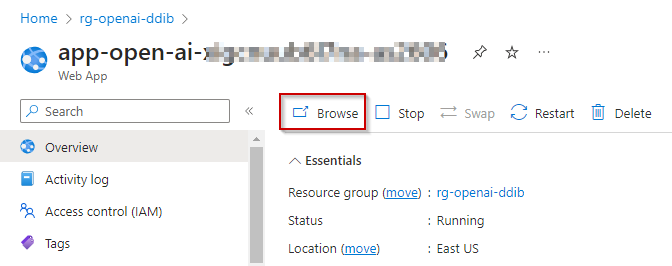 Home > rg-openai-ddib >
app-open-ai-
Web App
Search
«
Browse
Stop
Swap
Restart
Delete
Overview
Activity log
Access control (IAM)
Tags
Essentials
Resource group (move) : rg-openai-ddib
Status : Running
Location (move) : East US